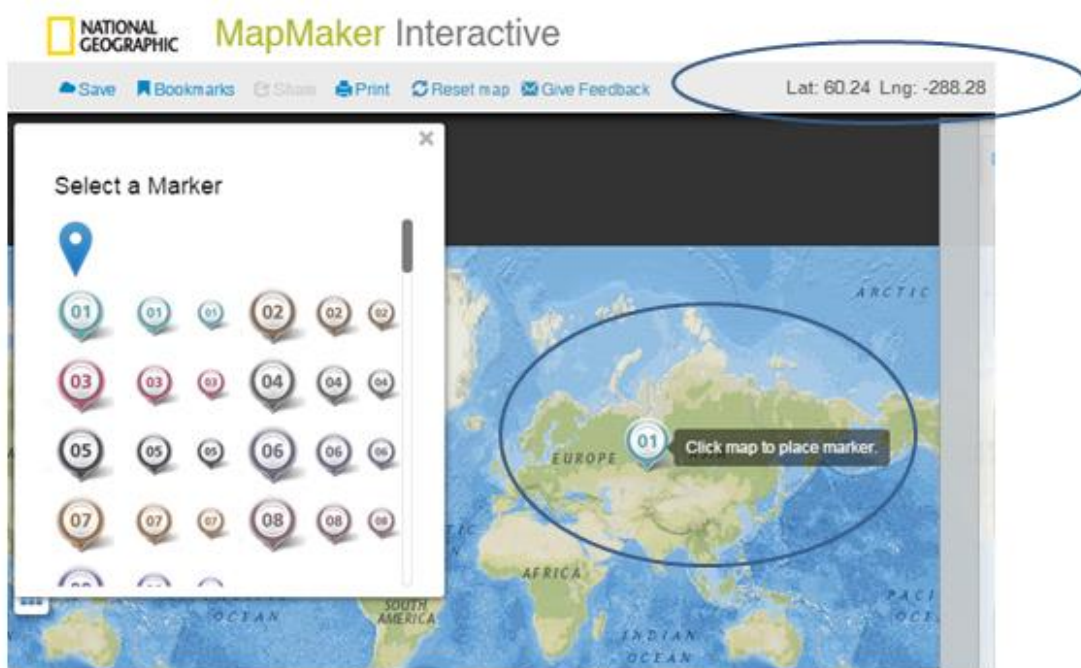 NATIONAL
GEOGRAPHIC
MapMaker Interactive
Save Bookmarks Share Print Reset map Give Feedback
Lat: 60.24 Lng: -288.28
Select a Marker
01 01 01 02 02 02
03 03 03 04 04 04
05 05 05 06 06 06
07 07 07 08 08 08
ARCTIC
01
Click map to place marker.
EUROPE
AFRICA
SOUTH
AMERICA
OCEAN
INDIAN
OCEAN
PACI
OCE